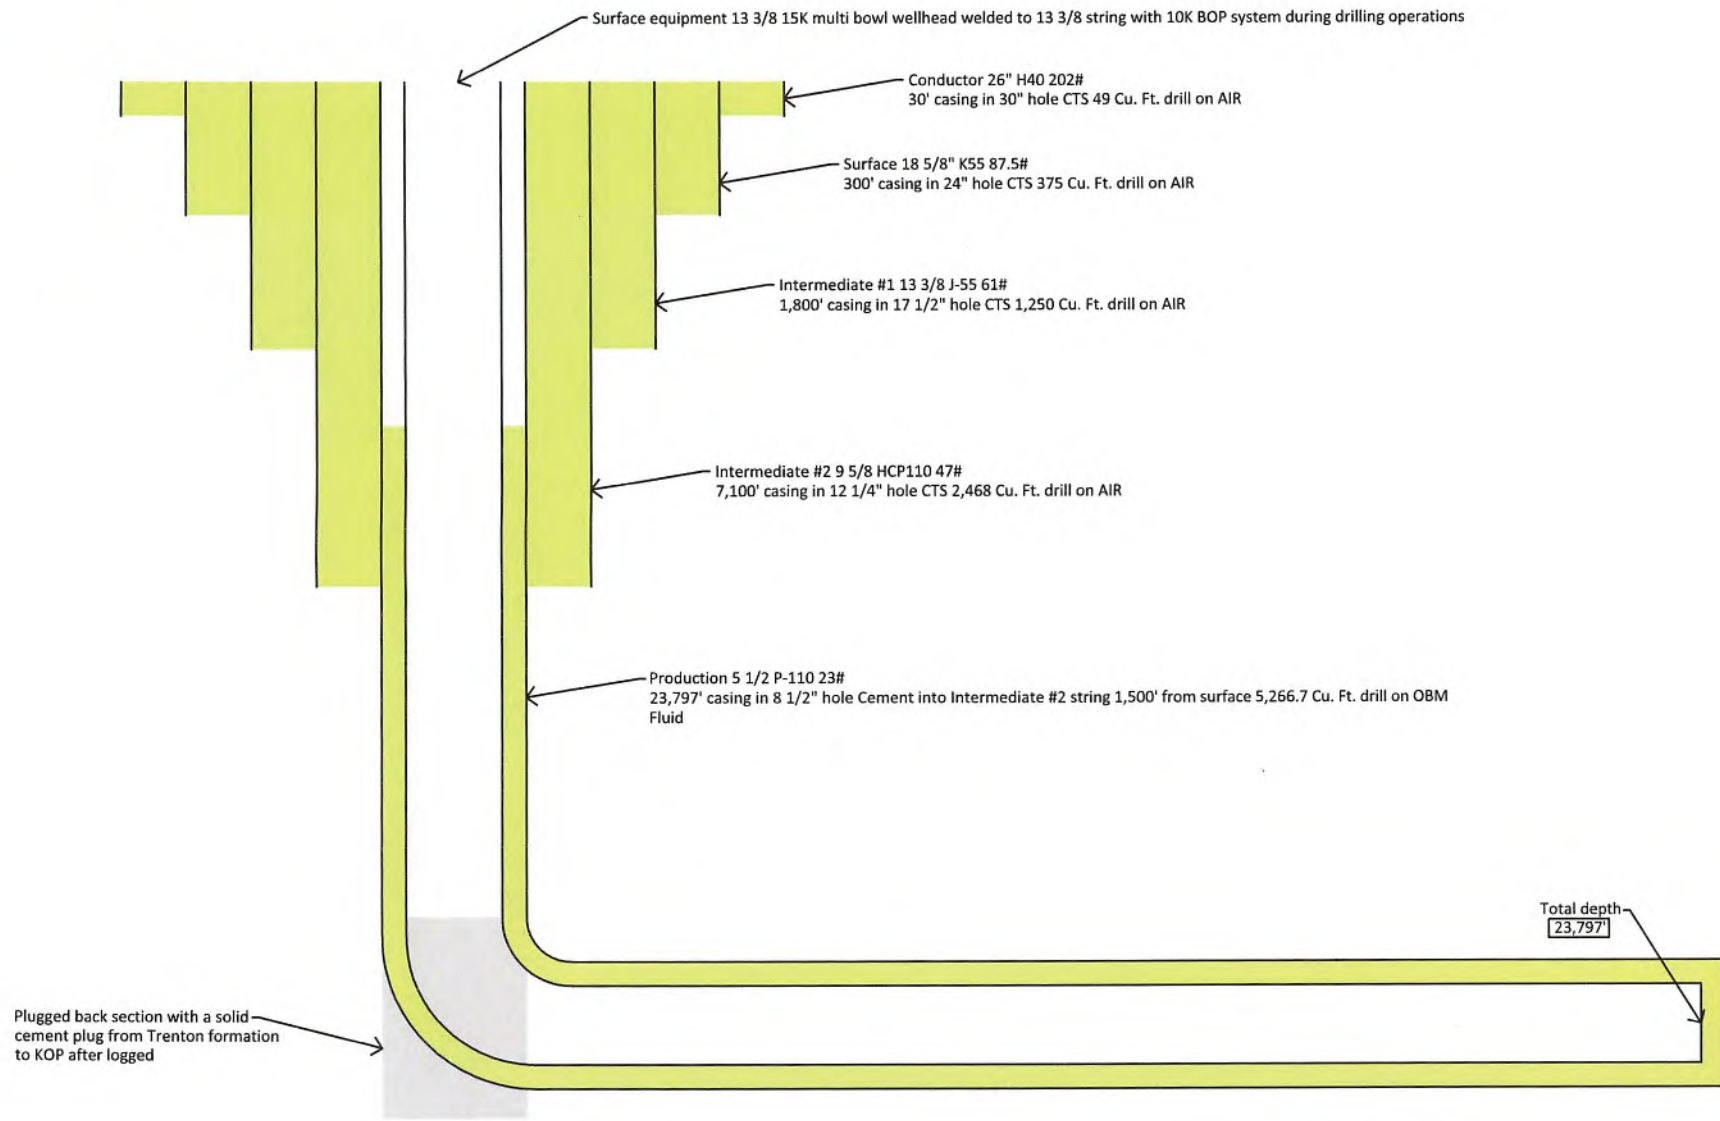 Surface equipment 13 3/8 15K multi bowl wellhead welded to 13 3/8 string with 10K BOP system during drilling operations
Conductor 26" H40 202#
30' casing in 30" hole CTS 49 Cu. Ft. drill on AIR
Surface 18 5/8" K55 87.5#
300' casing in 24" hole CTS 375 Cu. Ft. drill on AIR
Intermediate #1 13 3/8 J-55 61#
1,800' casing in 17 1/2" hole CTS 1,250 Cu. Ft. drill on AIR
Intermediate #2 9 5/8 HCP110 47#
7,100' casing in 12 1/4" hole CTS 2,468 Cu. Ft. drill on AIR
Production 5 1/2 P-110 23#
23,797' casing in 8 1/2" hole Cement into Intermediate #2 string 1,500' from surface 5,266.7 Cu. Ft. drill on OBM
Fluid
Total depth
23,797'
Plugged back section with a solid
cement plug from Trenton formation
to KOP after logged